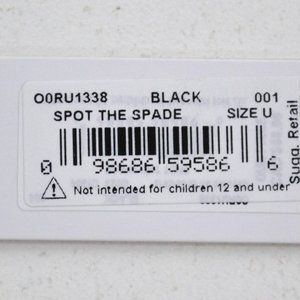 O0RU1338 BLACK 001
SPOT THE SPADE SIZE U
0 98686 59586 6
Not intended for children 12 and under
Sugg. Retail